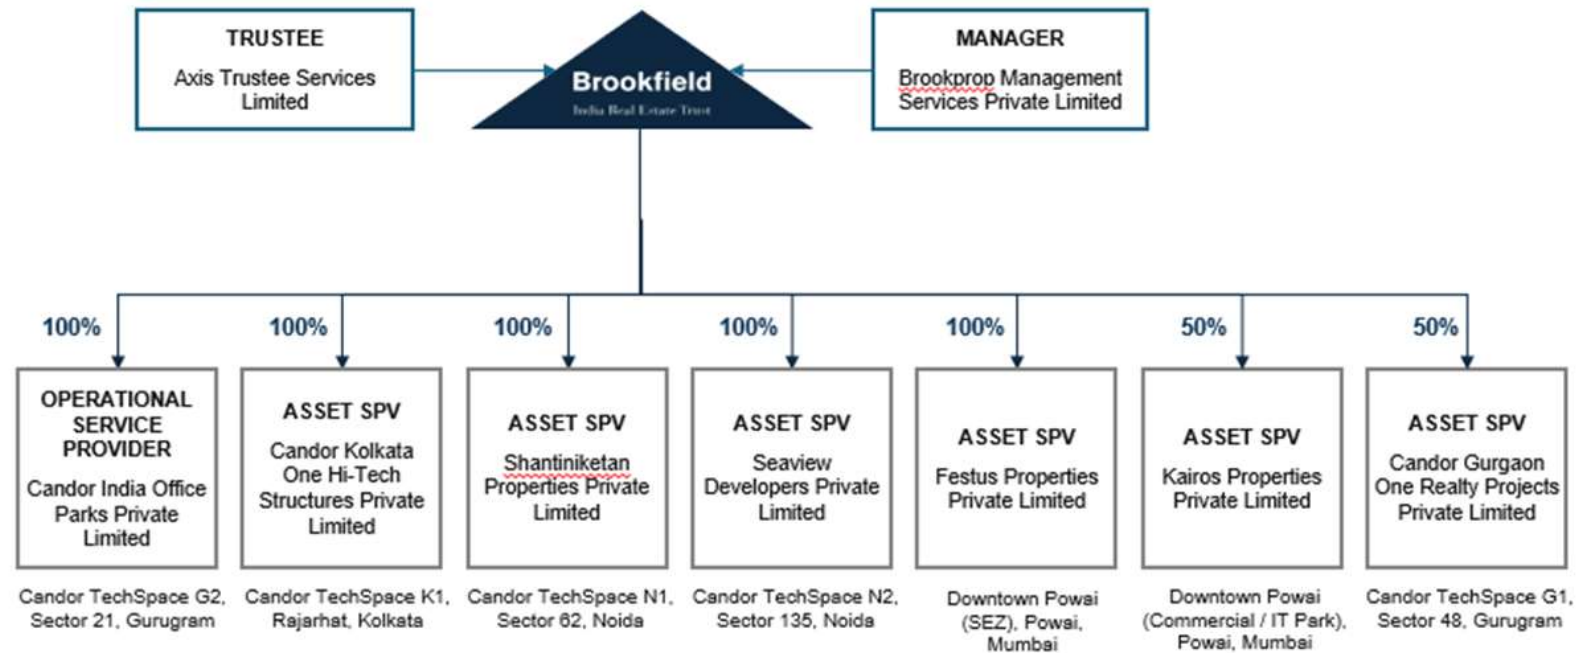 TRUSTEE
Axis Trustee Services
Limited
Brookfield
India Real Estate Trust
MANAGER
Brookprop Management
Services Private Limited
100%
100%
100%
100%
100%
50%
50%
OPERATIONAL
SERVICE
PROVIDER
Candor India Office
Parks Private
Limited
ASSET SPV
Candor Kolkata
One Hi-Tech
Structures Private
Limited
ASSET SPV
Shantiniketan
Properties Private
Limited
ASSET SPV
Seaview
Developers Private
Limited
ASSET SPV
Festus Properties
Private Limited
ASSET SPV
Kairos Properties
Private Limited
ASSET SPV
Candor Gurgaon
One Realty Projects
Private Limited
Candor TechSpace G2,
Sector 21, Gurugram
Candor TechSpace K1,
Rajarhat, Kolkata
Candor TechSpace N1,
Sector 62, Noida
Candor TechSpace N2,
Sector 135, Noida
Downtown Powai
(SEZ), Powai,
Mumbai
Downtown Powai
(Commercial / IT Park),
Powai, Mumbai
Candor TechSpace G1,
Sector 48, Gurugram